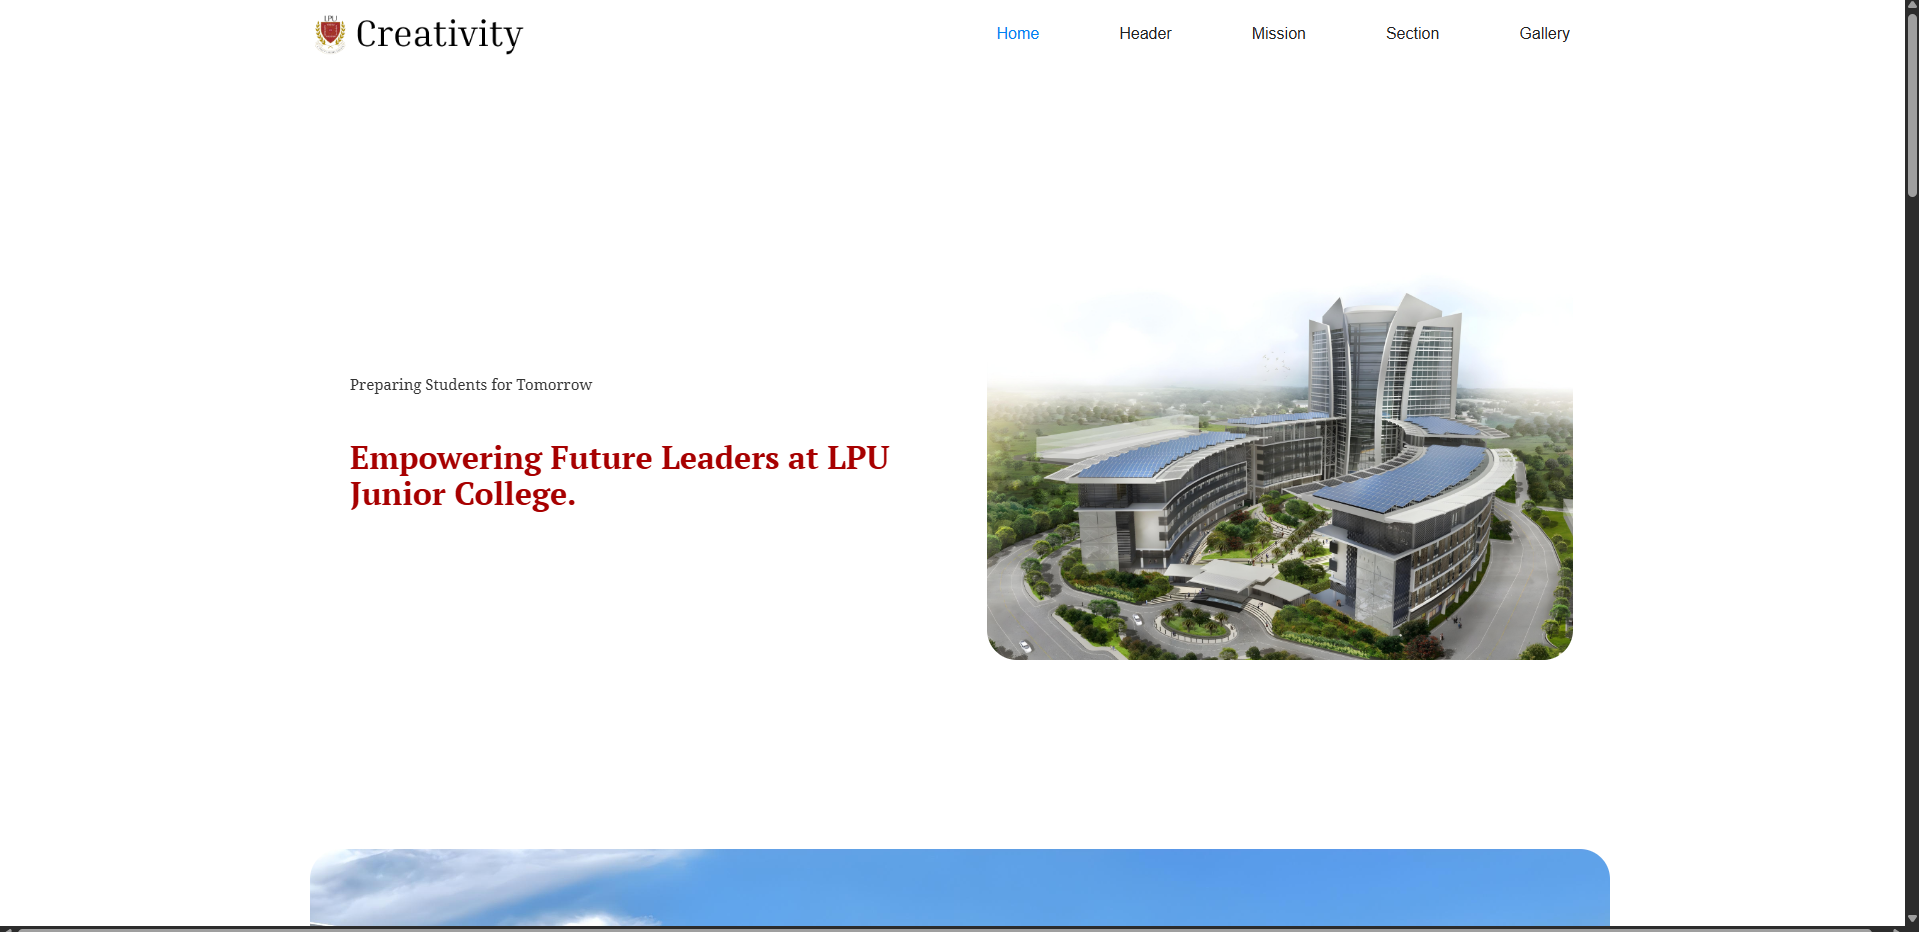 LPU
Creativity
Home
Header
Mission
Section
Gallery
Preparing Students for Tomorrow
Empowering Future Leaders at LPU
Junior College.